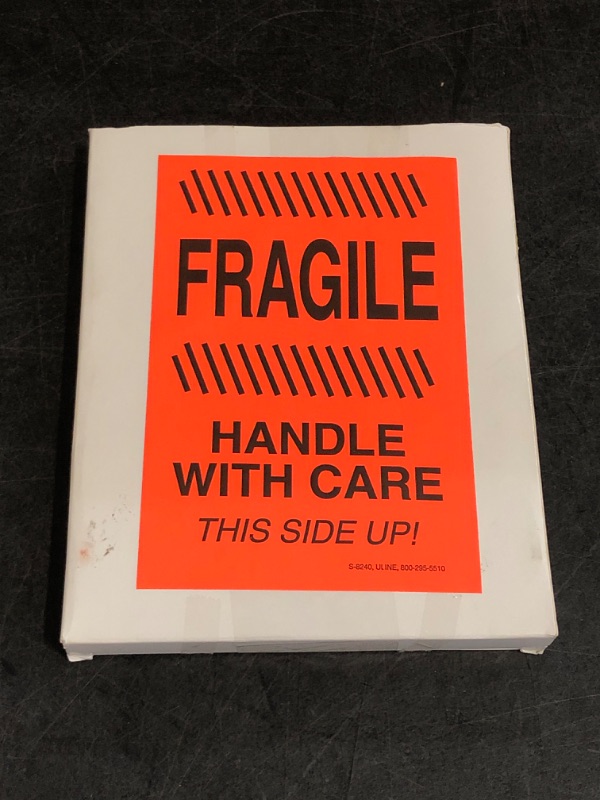 FRAGILE
HANDLE
WITH CARE
THIS SIDE UP!
S-8240, ULINE, 800-295-5510